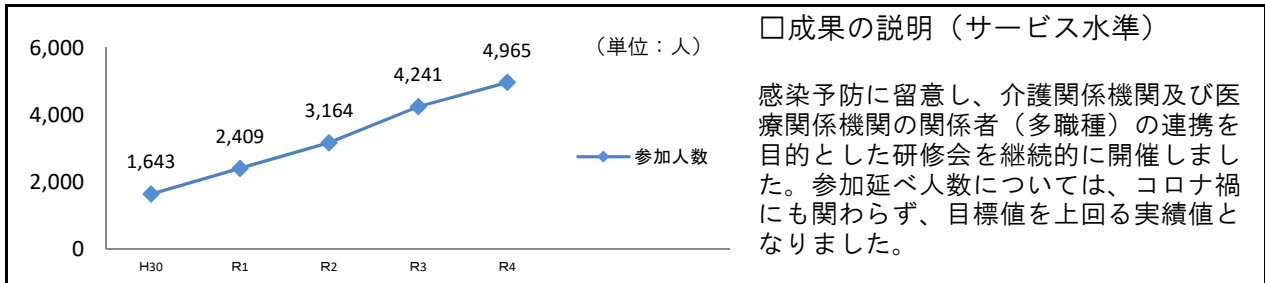 6,000
4,000
2,000
0
（単位：人）
1,643
2,409
3,164
4,241
4,965
参加人数
H30
R1
R2
R3
R4
□成果の説明（サービス水準）
感染予防に留意し、介護関係機関及び医
療関係機関の関係者（多職種）の連携を
目的とした研修会を継続的に開催しまし
た。参加延べ人数については、コロナ禍
にも関わらず、目標値を上回る実績値と
なりました。